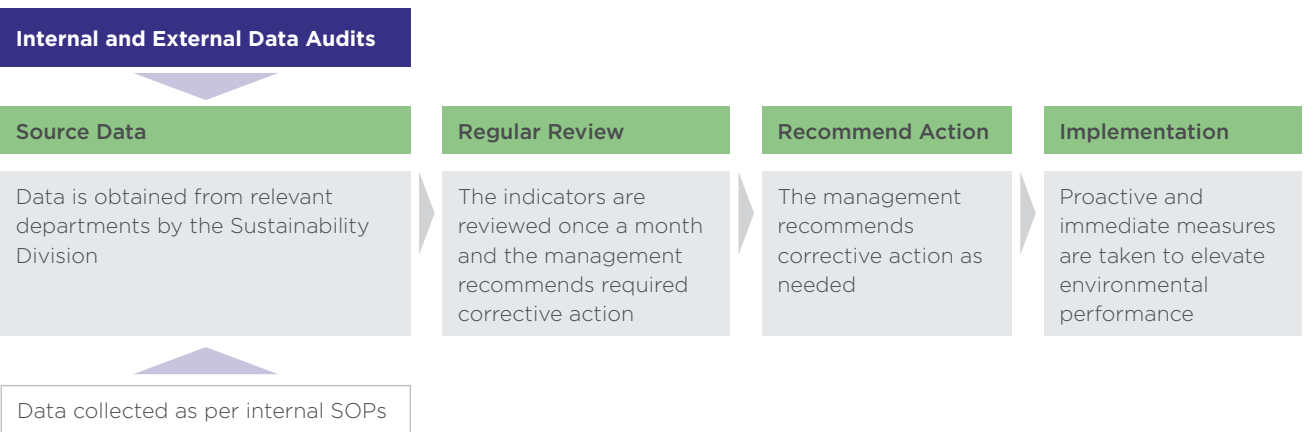 Internal and External Data Audits
Source Data
Data is obtained from relevant
departments by the Sustainability
Division
Regular Review
The indicators are
reviewed once a month
and the management
recommends required
corrective action
Recommend Action
The management
recommends
corrective action as
needed
Implementation
Proactive and
immediate measures
are taken to elevate
environmental
performance
Data collected as per internal SOPs